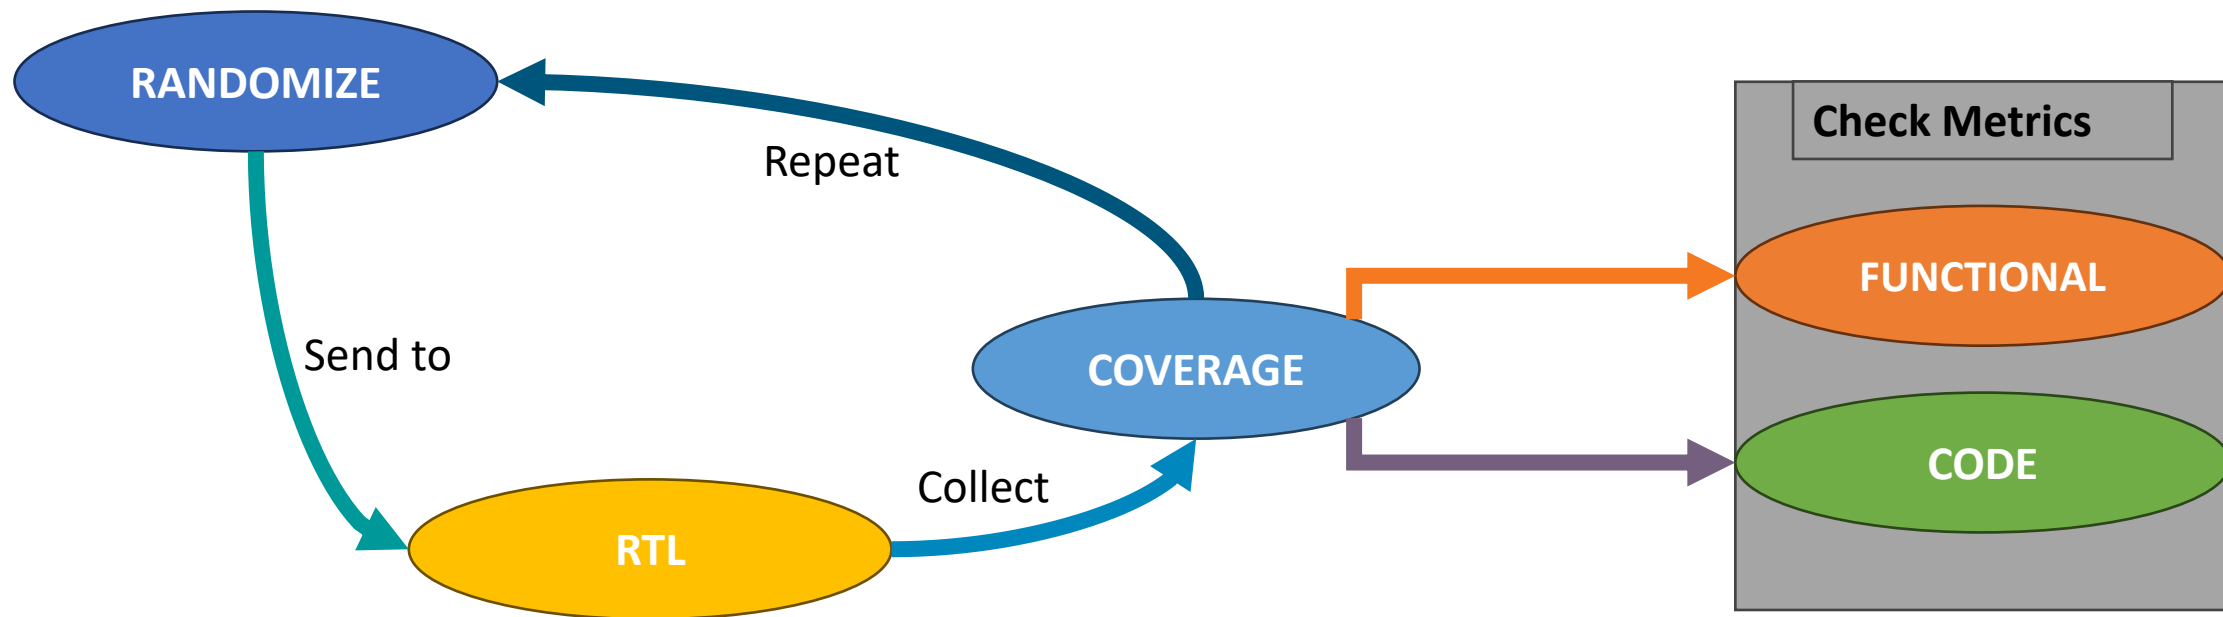 RANDOMIZE
Check Metrics
Repeat
FUNCTIONAL
Send to
COVERAGE
CODE
Collect
RTL